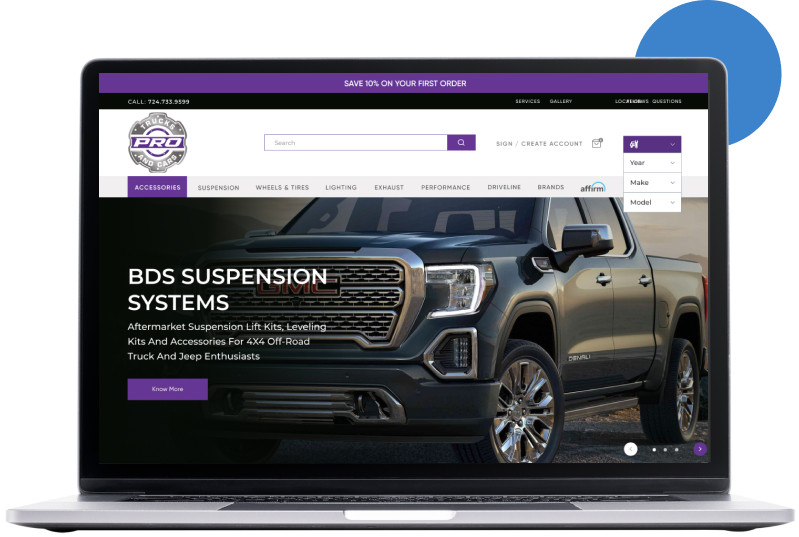 SAVE 10% ON YOUR FIRST ORDER
CALL: 724.733.9599
SERVICES GALLERY QUESTIONS
TRUCKS
PRO
AND CARS
Search
SIGN / CREATE ACCOUNT
Year
Make
Model
ACCESSORIES SUSPENSION WHEELS & TIRES LIGHTING EXHAUST PERFORMANCE DRIVELINE BRANDS affirm
BDS SUSPENSION
SYSTEMS
GMC
Aftermarket Suspension Lift Kits, Leveling
Kits And Accessories For 4X4 Off-Road
Truck And Jeep Enthusiasts
DENALI
Know More